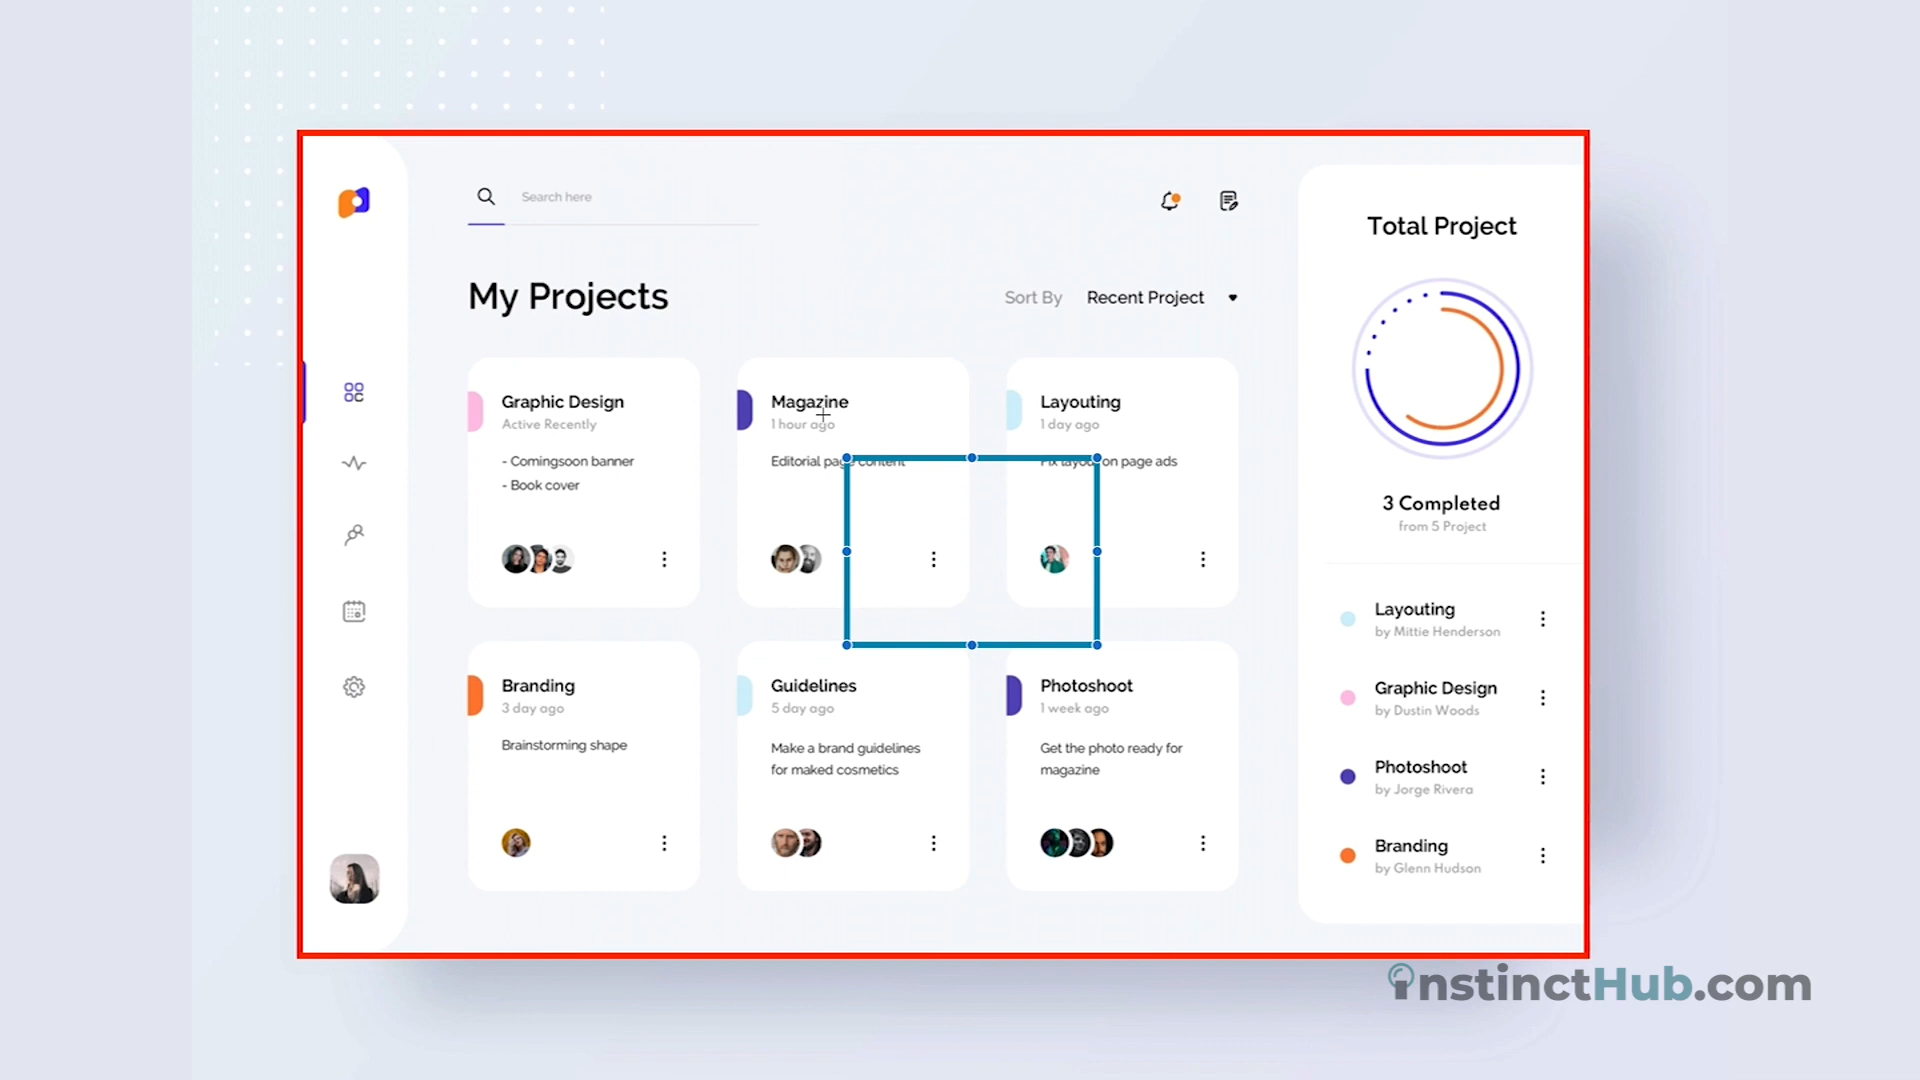 Search here
My Projects
Sort By Recent Project
Graphic Design
Active Recently
- Comingsoon banner
- Book cover
Magazine
1 hour ago
Editorial page content
Layouting
1 day ago
Fix layout on page ads
Branding
3 day ago
Brainstorming shape
Guidelines
5 day ago
Make a brand guidelines
for maked cosmetics
Photoshoot
1 week ago
Get the photo ready for
magazine
Total Project
3 Completed
from 5 Project
Layouting
by Mittie Henderson
Graphic Design
by Dustin Woods
Photoshoot
by Jorge Rivera
Branding
by Glenn Hudson
instinctHub.com